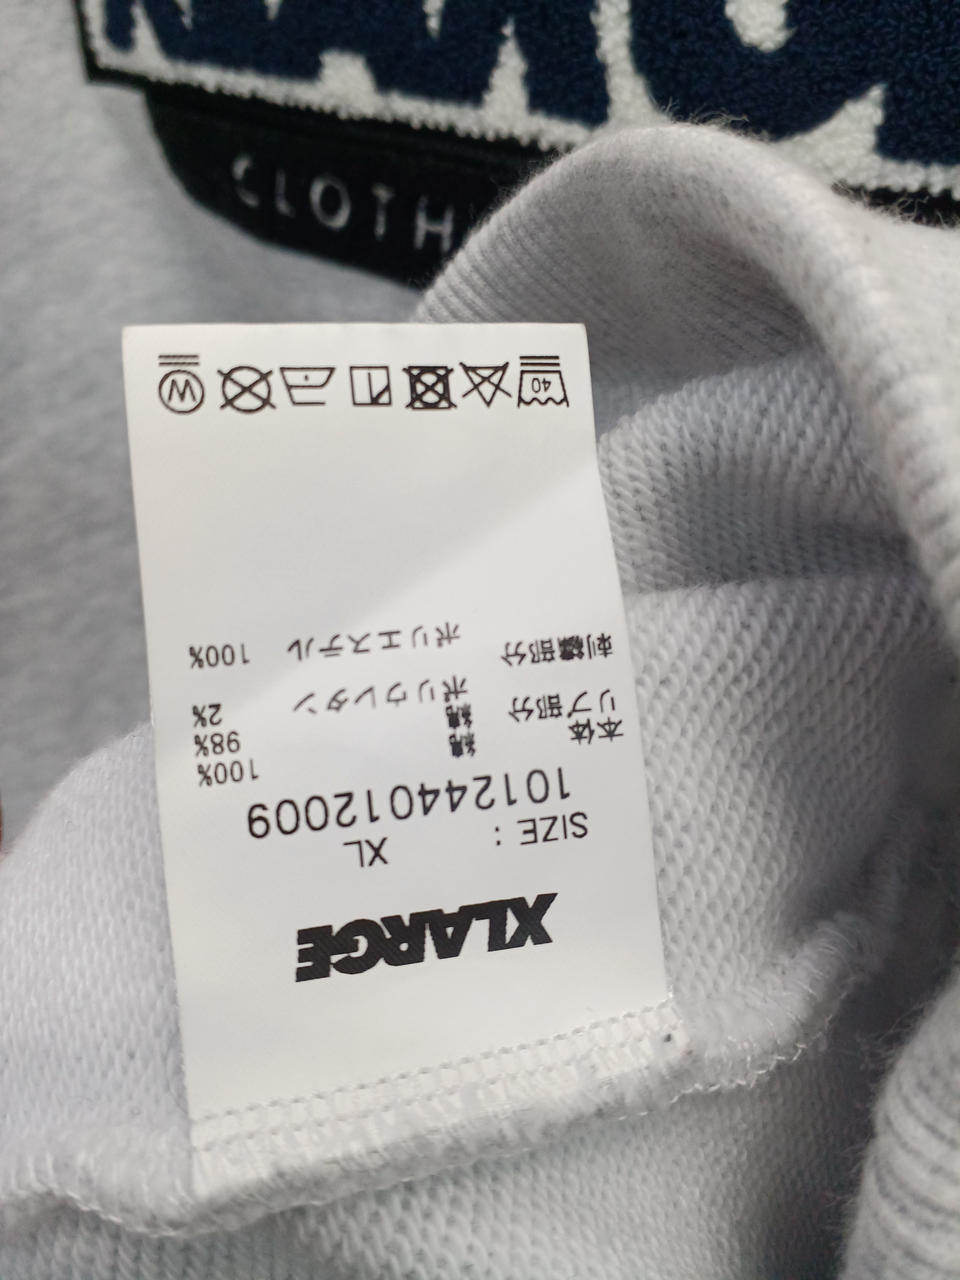 XLARGE
SIZE : XL
101244012009
本体 綿 100%
リブ部分 綿 98%
ポリウレタン 2%
刺繍部分 ポリエステル 100%
40
W
CLOTH